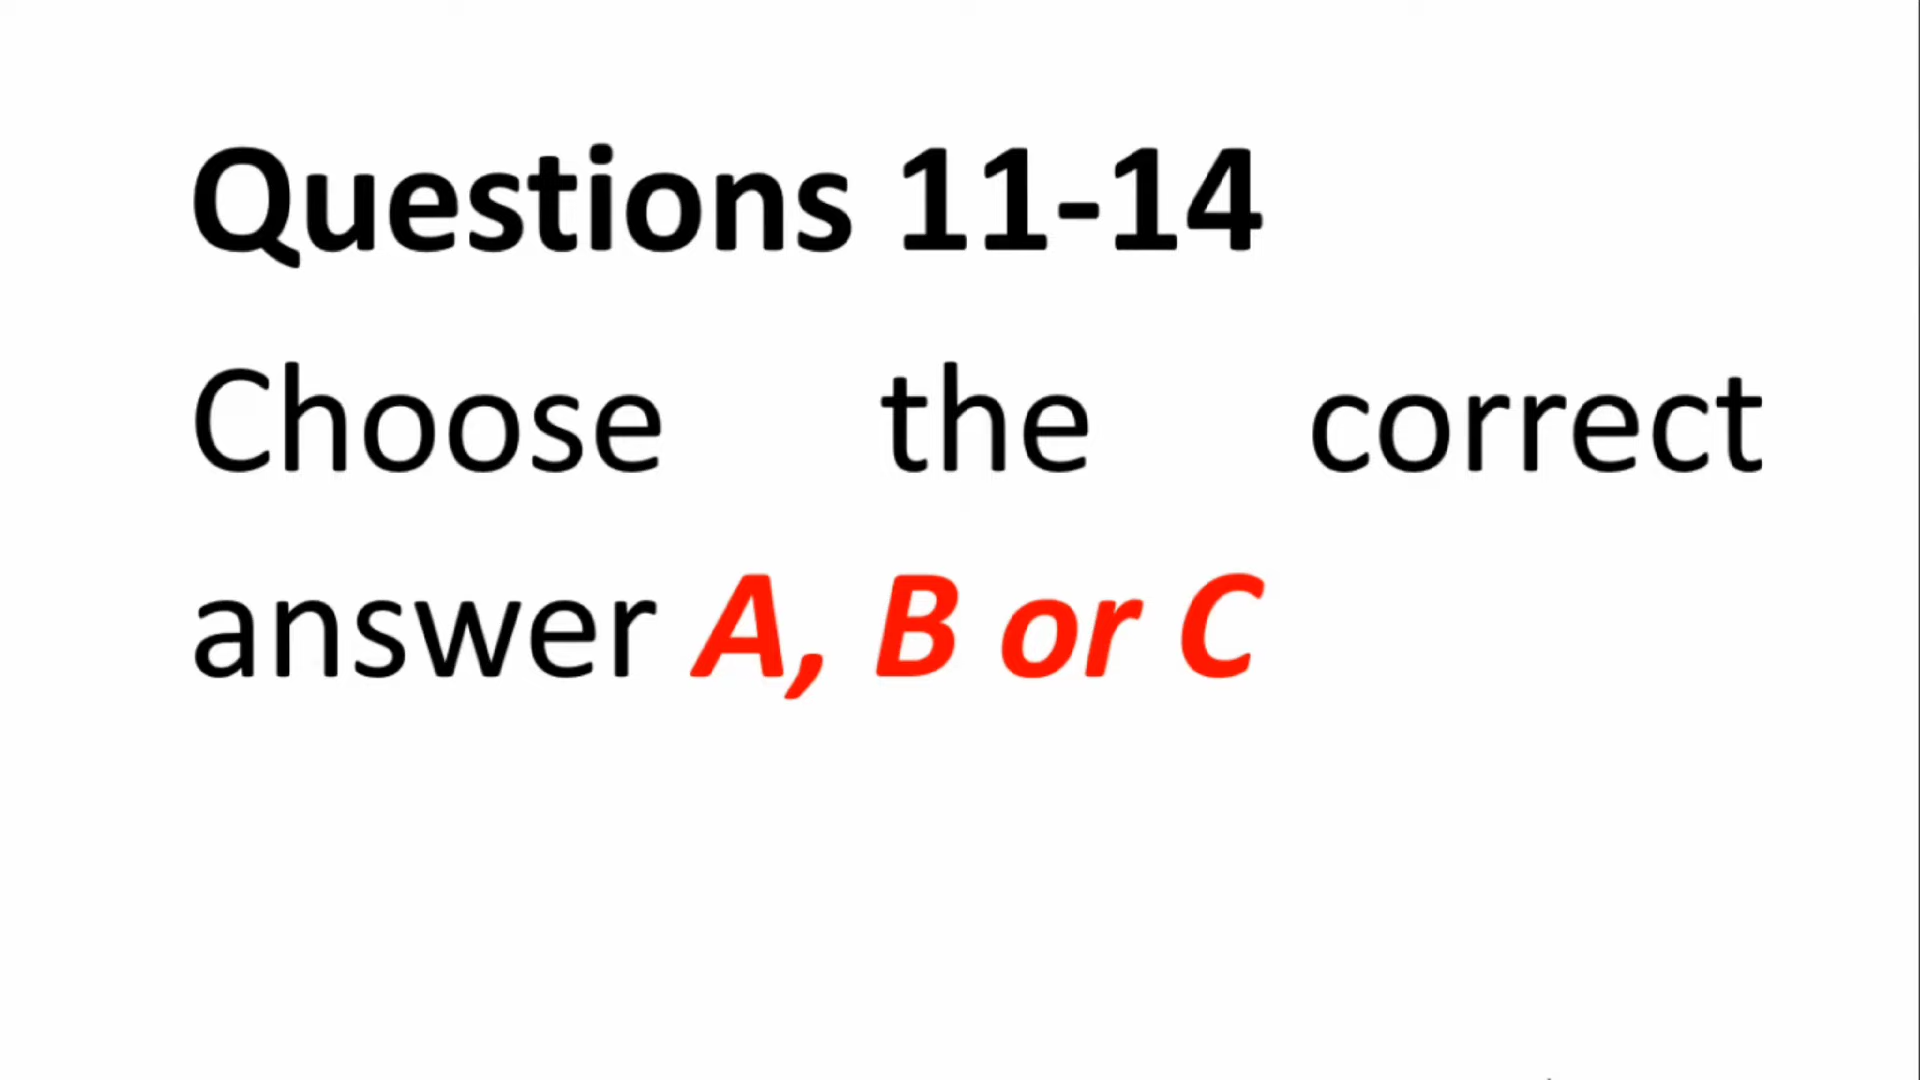 Questions 11-14
Choose the correct
answer A, B or C